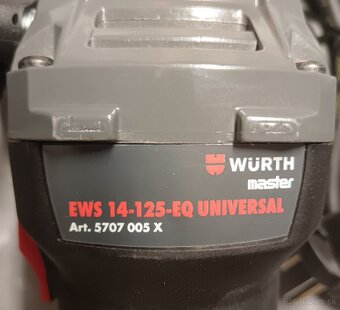 WÜRTH
master
EWS 14-125-EQ UNIVERSAL
Art. 5707 005 X